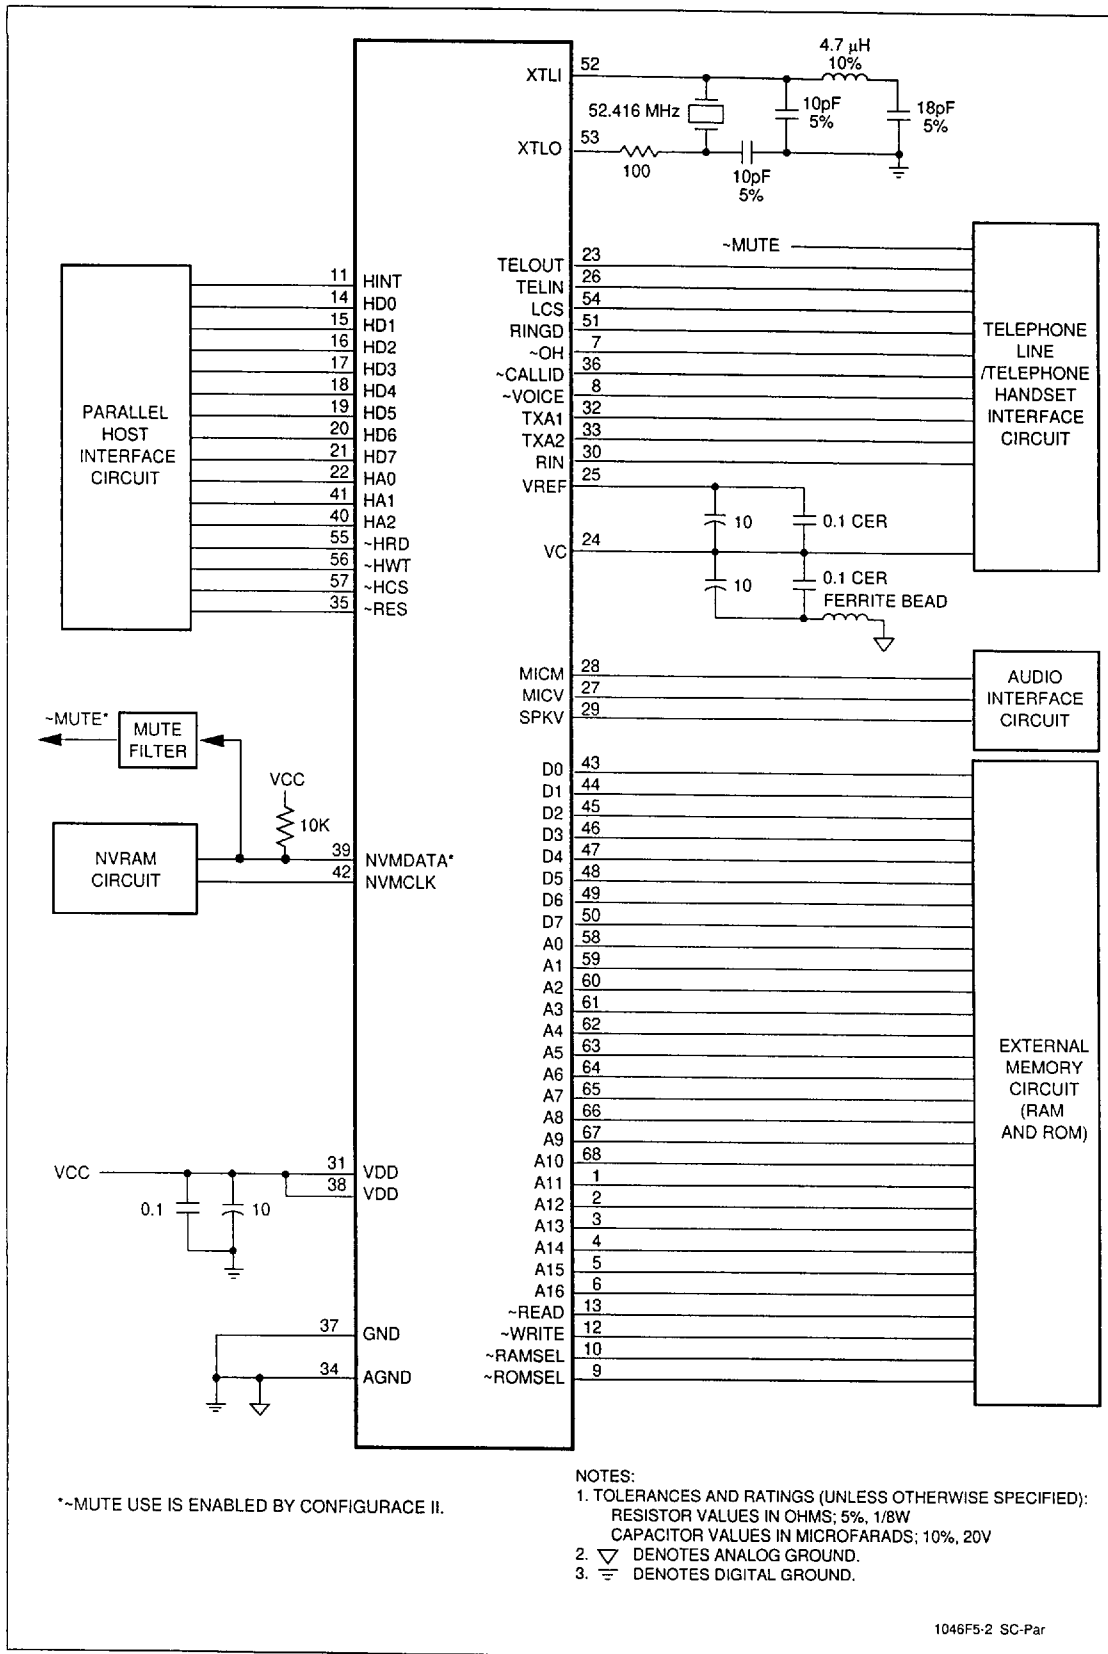 4.7 µH
10%
XTLI 52
52.416 MHz
10pF
5%
18pF
5%
XTLO 53
100
10pF
5%
PARALLEL
HOST
INTERFACE
CIRCUIT
11 HINT
14 HD0
15 HD1
16 HD2
17 HD3
18 HD4
19 HD5
20 HD6
21 HD7
22 HA0
41 HA1
40 HA2
55 ~HRD
56 ~HWT
57 ~HCS
35 ~RES
~MUTE
TELOUT 23
TELIN 26
LCS 54
RINGD 51
~OH 7
~CALLID 36
~VOICE 8
TXA1 32
TXA2 33
RIN 30
VREF 25
VC 24
10
0.1 CER
10
0.1 CER
FERRITE BEAD
TELEPHONE
LINE
/TELEPHONE
HANDSET
INTERFACE
CIRCUIT
MICM 28
MICV 27
SPKV 29
AUDIO
INTERFACE
CIRCUIT
~MUTE*
MUTE
FILTER
VCC
10K
NVRAM
CIRCUIT
39 NVMDATA*
42 NVMCLK
D0 43
D1 44
D2 45
D3 46
D4 47
D5 48
D6 49
D7 50
A0 58
A1 59
A2 60
A3 61
A4 62
A5 63
A6 64
A7 65
A8 66
A9 67
A10 68
A11 1
A12 2
A13 3
A14 4
A15 5
A16 6
~READ 13
~WRITE 12
~RAMSEL 10
~ROMSEL 9
EXTERNAL
MEMORY
CIRCUIT
(RAM
AND ROM)
VCC
31 VDD
38 VDD
0.1
10
37 GND
34 AGND
*~MUTE USE IS ENABLED BY CONFIGURACE II.
NOTES:
1. TOLERANCES AND RATINGS (UNLESS OTHERWISE SPECIFIED):
RESISTOR VALUES IN OHMS; 5%, 1/8W
CAPACITOR VALUES IN MICROFARADS; 10%, 20V
2. DENOTES ANALOG GROUND.
3. DENOTES DIGITAL GROUND.
1046F5-2 SC-Par